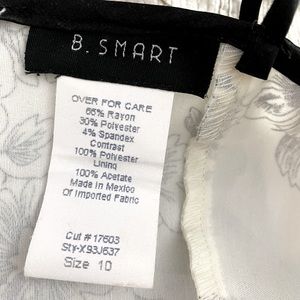 B. SMART
OVER FOR CARE
66% Rayon
30% Polyester
4% Spandex
Contrast
100% Polyester
Lining
100% Acetate
Made in Mexico
Of Imported Fabric
Cut # 17603
Sty-X93J637
Size 10